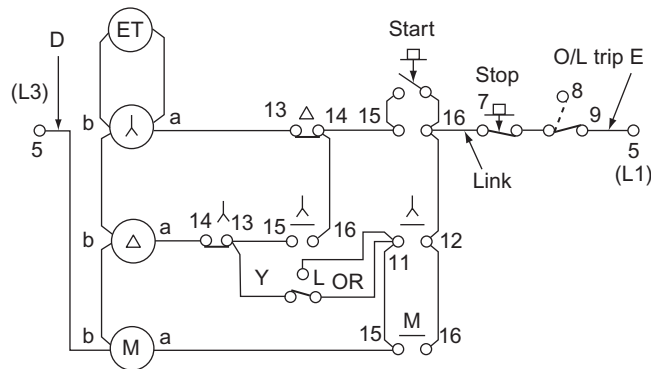 ET
Start
D
Stop
O/L trip E
(L3)
b
a
13
Δ
14
15
16
7
8
9
5
5
(L1)
Link
14
13
15
16
b
Δ
a
11
12
Y
L
OR
b
M
a
15
M
16